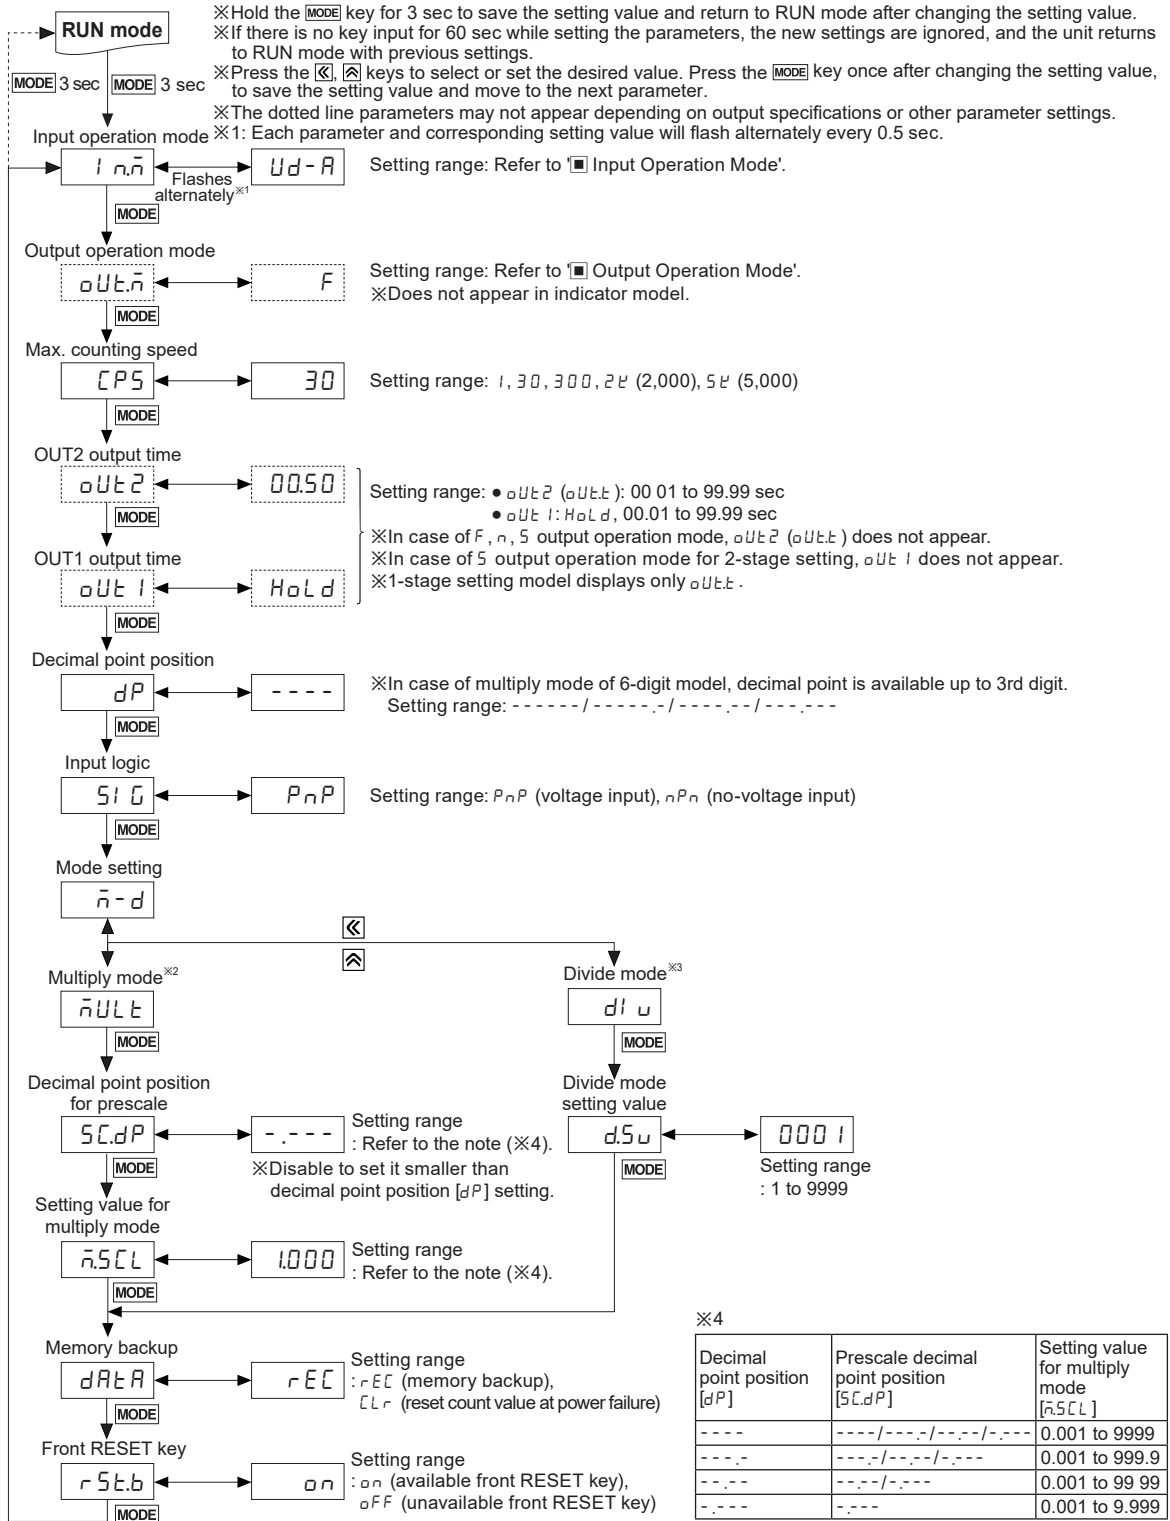 RUN mode
※Hold the MODE key for 3 sec to save the setting value and return to RUN mode after changing the setting value.
※If there is no key input for 60 sec while setting the parameters, the new settings are ignored, and the unit returns
to RUN mode with previous settings.
※Press the «, ︽ keys to select or set the desired value. Press the MODE key once after changing the setting value,
to save the setting value and move to the next parameter.
※The dotted line parameters may not appear depending on output specifications or other parameter settings.
※1: Each parameter and corresponding setting value will flash alternately every 0.5 sec.
MODE 3 sec MODE 3 sec
Input operation mode
In.m Flashes alternately※1 Ud-A Setting range: Refer to '▣ Input Operation Mode'.
MODE
Output operation mode
oUt.m F Setting range: Refer to '▣ Output Operation Mode'.
※Does not appear in indicator model.
MODE
Max. counting speed
CPS 30 Setting range: 1, 30, 300, 2k (2,000), 5k (5,000)
MODE
OUT2 output time
oUt2 00.50
Setting range: ● oUt2 (oUt.t): 00 01 to 99.99 sec
● oUt1: HoLd, 00.01 to 99.99 sec
※In case of F, n, S output operation mode, oUt2 (oUt.t) does not appear.
※In case of S output operation mode for 2-stage setting, oUt1 does not appear.
※1-stage setting model displays only oUt.t.
MODE
OUT1 output time
oUt1 HoLd
MODE
Decimal point position
dP ---- ※In case of multiply mode of 6-digit model, decimal point is available up to 3rd digit.
Setting range: ------/-----.-/----.--/---.---
MODE
Input logic
SIG PnP Setting range: PnP (voltage input), nPn (no-voltage input)
MODE
Mode setting
m-d
«
︽
Multiply mode※2
mULt
MODE
Divide mode※3
dIv
MODE
Decimal point position
for prescale
SC.dP -.--- Setting range
: Refer to the note (※4).
※Disable to set it smaller than
decimal point position [dP] setting.
MODE
Divide mode
setting value
d.Sv 0001
Setting range
: 1 to 9999
MODE
Setting value for
multiply mode
m.SCL 1.000 Setting range
: Refer to the note (※4).
MODE
Memory backup
dAtA rEC Setting range
: rEC (memory backup),
CLr (reset count value at power failure)
MODE
Front RESET key
rSt.b on Setting range
: on (available front RESET key),
oFF (unavailable front RESET key)
MODE
※4
Decimal
point position
[dP]
Prescale decimal
point position
[SC.dP]
Setting value
for multiply
mode
[m.SCL]
---- ----/---.-/--.--/-.--- 0.001 to 9999
---.- ---.-/--.--/-.--- 0.001 to 999.9
--.-- --.--/-.--- 0.001 to 99 99
-.--- -.--- 0.001 to 9.999